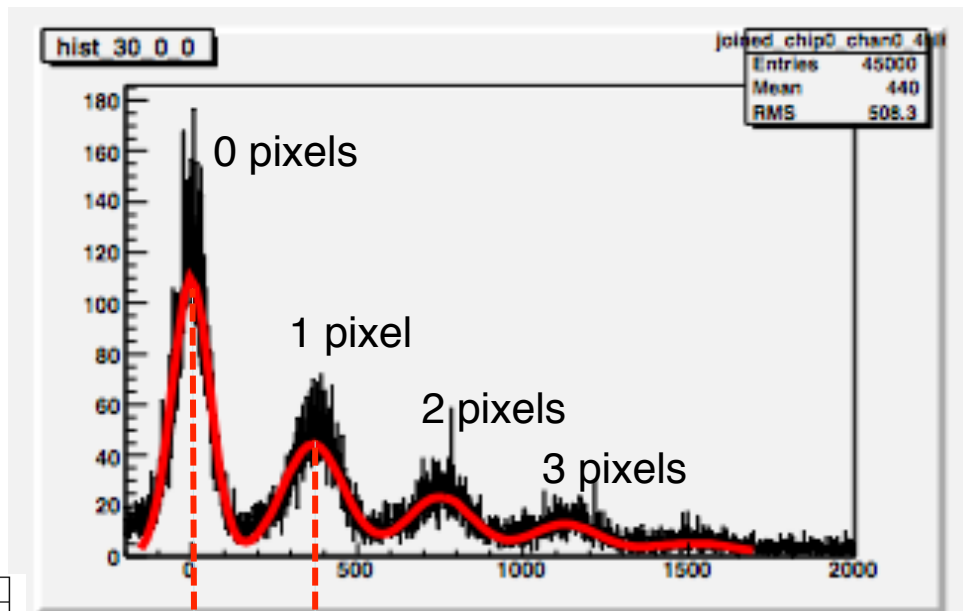 hist_30_0_0
Entries 45000
Mean 440
RMS 508.3
180
160
140
120
100
80
60
40
20
0
0 pixels
1 pixel
2 pixels
3 pixels
0 500 1000 1500 2000